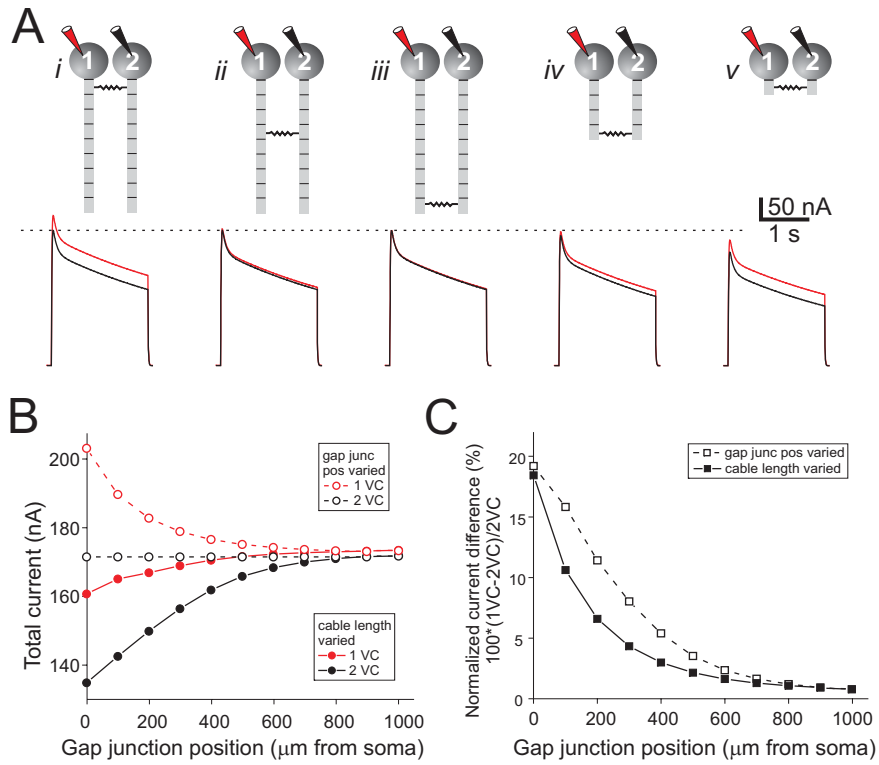 A
i 1 2
ii 1 2
iii 1 2
iv 1 2
v 1 2
50 nA
1 s
B
Total current (nA)
200
180
160
140
0 200 400 600 800 1000
Gap junction position (μm from soma)
gap junc
pos varied
1 VC
2 VC
cable length
varied
1 VC
2 VC
C
Normalized current difference (%)
100*(1VC-2VC)/2VC
20
15
10
5
0
0 200 400 600 800 1000
Gap junction position (μm from soma)
gap junc pos varied
cable length varied